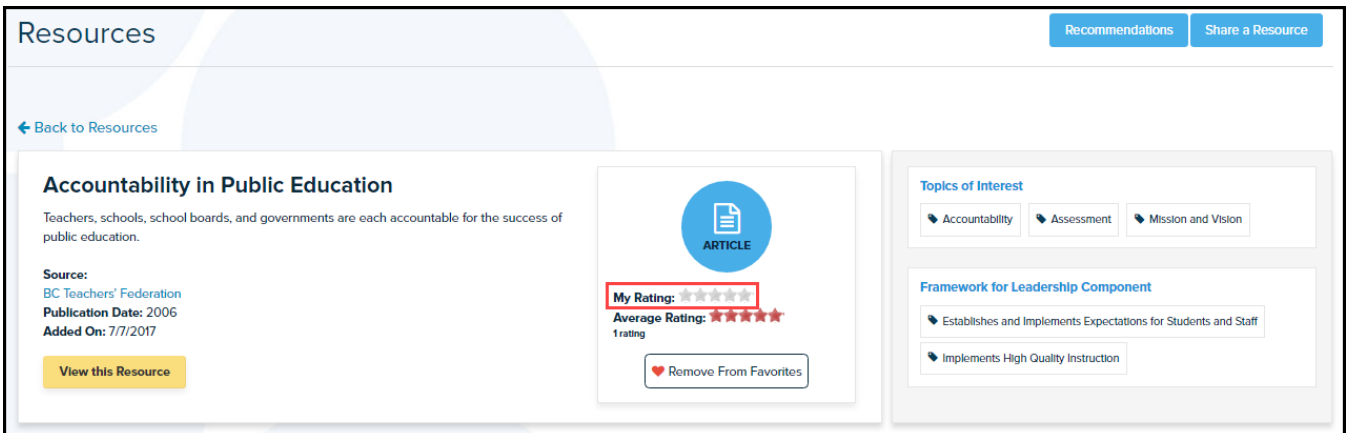 Resources
Recommendations
Share a Resource
Back to Resources
Accountability in Public Education
Teachers, schools, school boards, and governments are each accountable for the success of
public education.
Source:
BC Teachers' Federation
Publication Date: 2006
Added On: 7/7/2017
View this Resource
ARTICLE
My Rating:
Average Rating:
1 rating
Remove From Favorites
Topics of Interest
Accountability
Assessment
Mission and Vision
Framework for Leadership Component
Establishes and Implements Expectations for Students and Staff
Implements High Quality Instruction